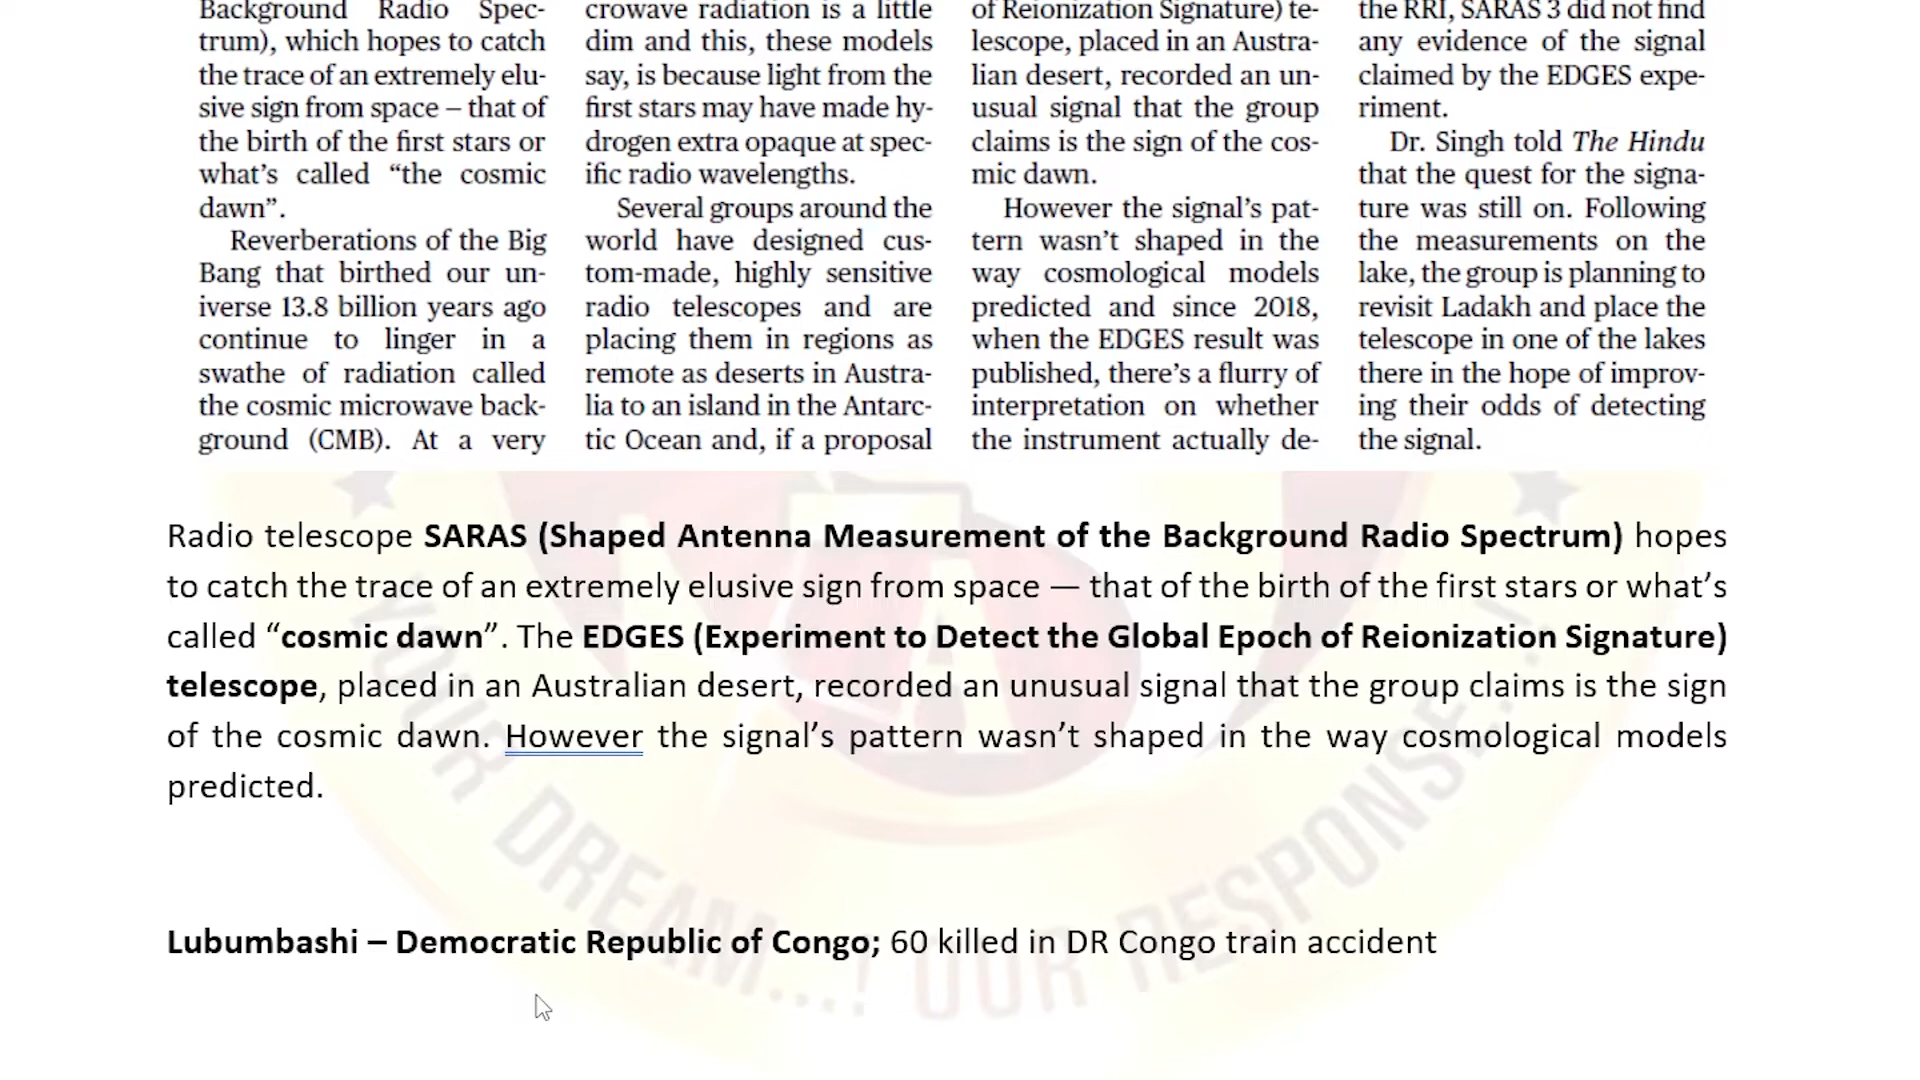 Background Radio Spec-
trum), which hopes to catch
the trace of an extremely elu-
sive sign from space – that of
the birth of the first stars or
what's called “the cosmic
dawn”.
Reverberations of the Big
Bang that birthed our un-
iverse 13.8 billion years ago
continue to linger in a
swathe of radiation called
the cosmic microwave back-
ground (CMB). At a very
crowave radiation is a little
dim and this, these models
say, is because light from the
first stars may have made hy-
drogen extra opaque at spec-
ific radio wavelengths.
Several groups around the
world have designed cus-
tom-made, highly sensitive
radio telescopes and are
placing them in regions as
remote as deserts in Austra-
lia to an island in the Antarc-
tic Ocean and, if a proposal
of Reionization Signature) te-
lescope, placed in an Austra-
lian desert, recorded an un-
usual signal that the group
claims is the sign of the cos-
mic dawn.
However the signal's pat-
tern wasn't shaped in the
way cosmological models
predicted and since 2018,
when the EDGES result was
published, there's a flurry of
interpretation on whether
the instrument actually de-
the RRI, SARAS 3 did not find
any evidence of the signal
claimed by the EDGES expe-
riment.
Dr. Singh told The Hindu
that the quest for the signa-
ture was still on. Following
the measurements on the
lake, the group is planning to
revisit Ladakh and place the
telescope in one of the lakes
there in the hope of improv-
ing their odds of detecting
the signal.
Radio telescope SARAS (Shaped Antenna Measurement of the Background Radio Spectrum) hopes
to catch the trace of an extremely elusive sign from space — that of the birth of the first stars or what's
called “cosmic dawn”. The EDGES (Experiment to Detect the Global Epoch of Reionization Signature)
telescope, placed in an Australian desert, recorded an unusual signal that the group claims is the sign
of the cosmic dawn. However the signal's pattern wasn't shaped in the way cosmological models
predicted.
Lubumbashi – Democratic Republic of Congo; 60 killed in DR Congo train accident
YOUR DREAM...! OUR RESPONSE...!